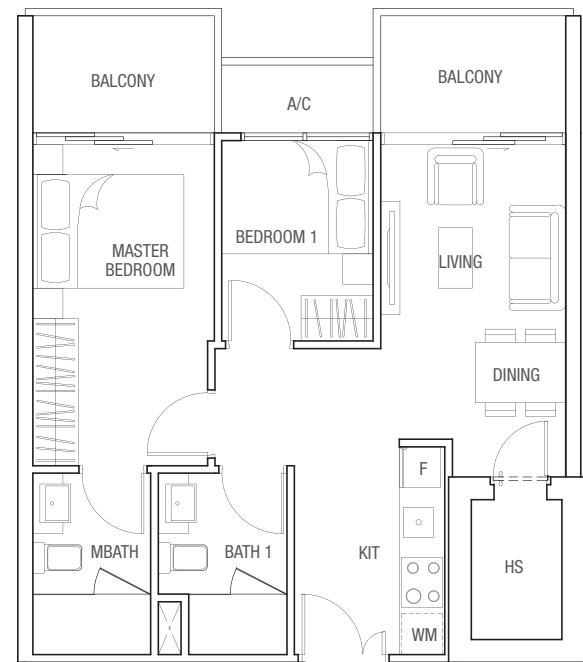 BALCONY
BALCONY
A/C
MASTER
BEDROOM
BEDROOM 1
LIVING
DINING
F
MBATH
BATH 1
KIT
HS
WM